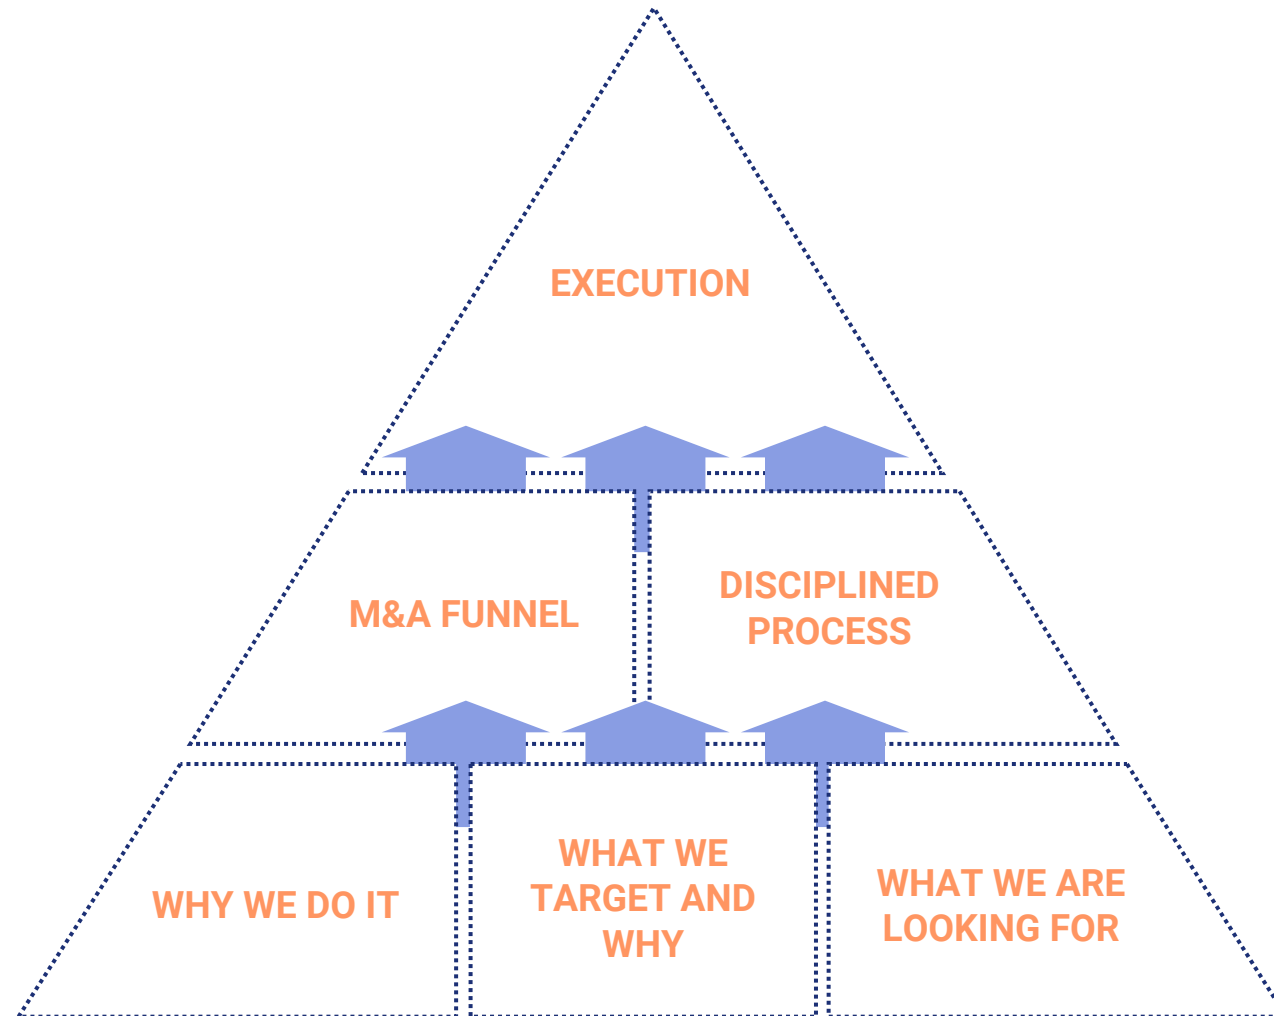 EXECUTION
M&A FUNNEL
DISCIPLINED
PROCESS
WHY WE DO IT
WHAT WE
TARGET AND
WHY
WHAT WE ARE
LOOKING FOR